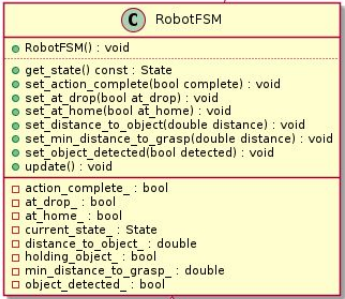 C RobotFSM
RobotFSM() : void
get_state() const : State
set_action_complete(bool complete) : void
set_at_drop(bool at_drop) : void
set_at_home(bool at_home) : void
set_distance_to_object(double distance) : void
set_min_distance_to_grasp(double distance) : void
set_object_detected(bool detected) : void
update() : void
action_complete_ : bool
at_drop_ : bool
at_home_ : bool
current_state_ : State
distance_to_object_ : double
holding_object_ : bool
min_distance_to_grasp_ : double
object_detected_ : bool